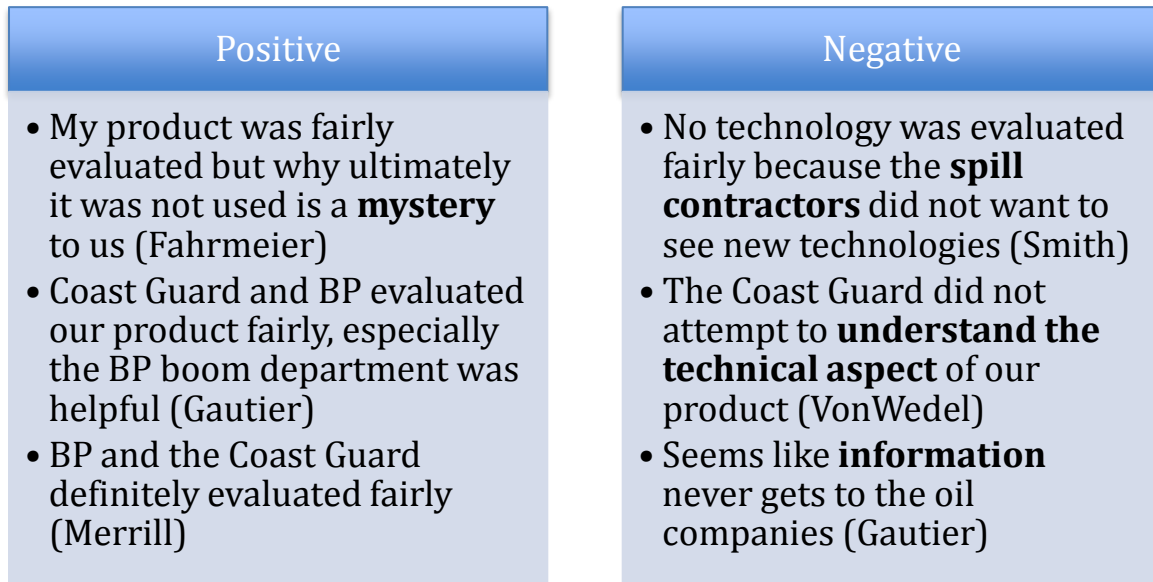 Positive
• My product was fairly
evaluated but why ultimately
it was not used is a mystery
to us (Fahrmeier)
• Coast Guard and BP evaluated
our product fairly, especially
the BP boom department was
helpful (Gautier)
• BP and the Coast Guard
definitely evaluated fairly
(Merrill)
Negative
• No technology was evaluated
fairly because the spill
contractors did not want to
see new technologies (Smith)
• The Coast Guard did not
attempt to understand the
technical aspect of our
product (VonWedel)
• Seems like information
never gets to the oil
companies (Gautier)